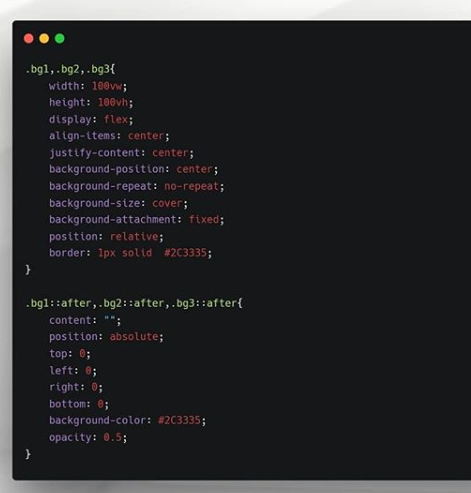 .bg1,.bg2,.bg3{
    width: 100vw;
    height: 100vh;
    display: flex;
    align-items: center;
    justify-content: center;
    background-position: center;
    background-repeat: no-repeat;
    background-size: cover;
    background-attachment: fixed;
    position: relative;
    border: 1px solid  #2C3335;
}

.bg1::after,.bg2::after,.bg3::after{
    content: "";
    position: absolute;
    top: 0;
    left: 0;
    right: 0;
    bottom: 0;
    background-color: #2C3335;
    opacity: 0.5;
}